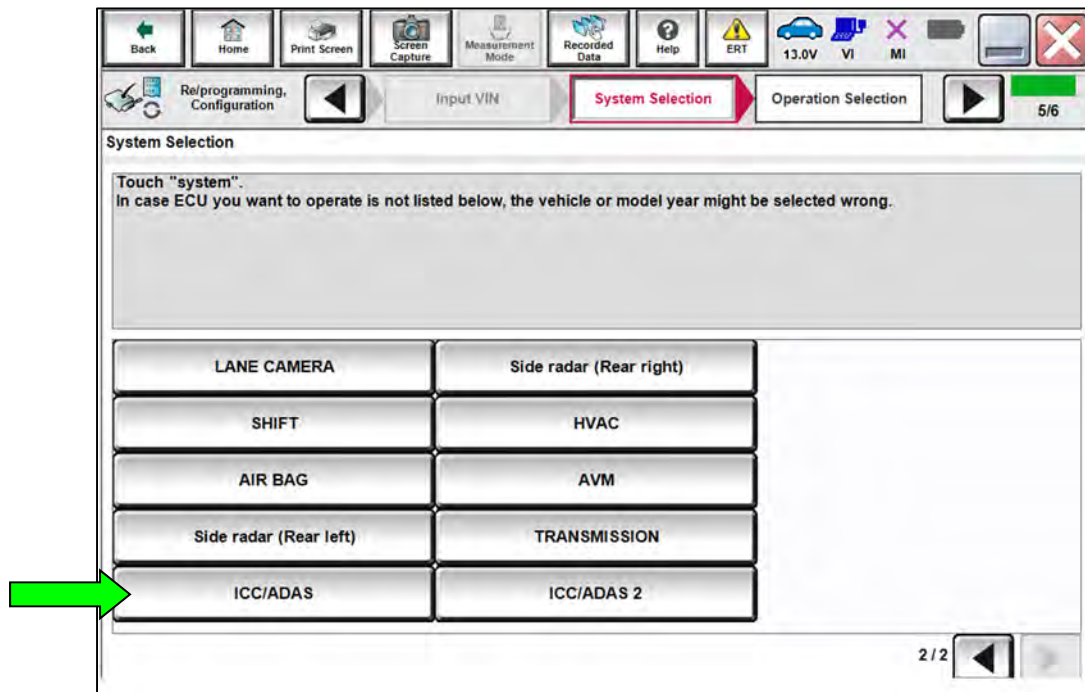 Back
Home
Print Screen
Screen
Capture
Measurement
Mode
Recorded
Data
Help
ERT
13.0V
VI
MI
Re/programming,
Configuration
Input VIN
System Selection
Operation Selection
5/6
System Selection
Touch "system".
In case ECU you want to operate is not listed below, the vehicle or model year might be selected wrong.
LANE CAMERA
Side radar (Rear right)
SHIFT
HVAC
AIR BAG
AVM
Side radar (Rear left)
TRANSMISSION
ICC/ADAS
ICC/ADAS 2
2 / 2